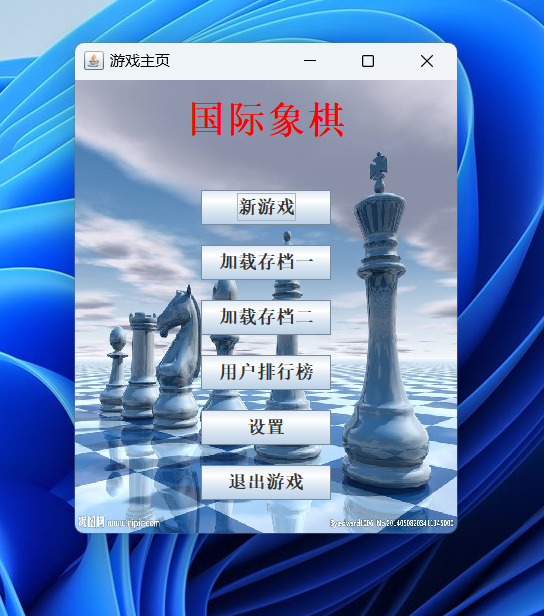 游戏主页
国际象棋
新游戏
加载存档一
加载存档二
用户排行榜
设置
退出游戏
昵图网 www.nipic.com